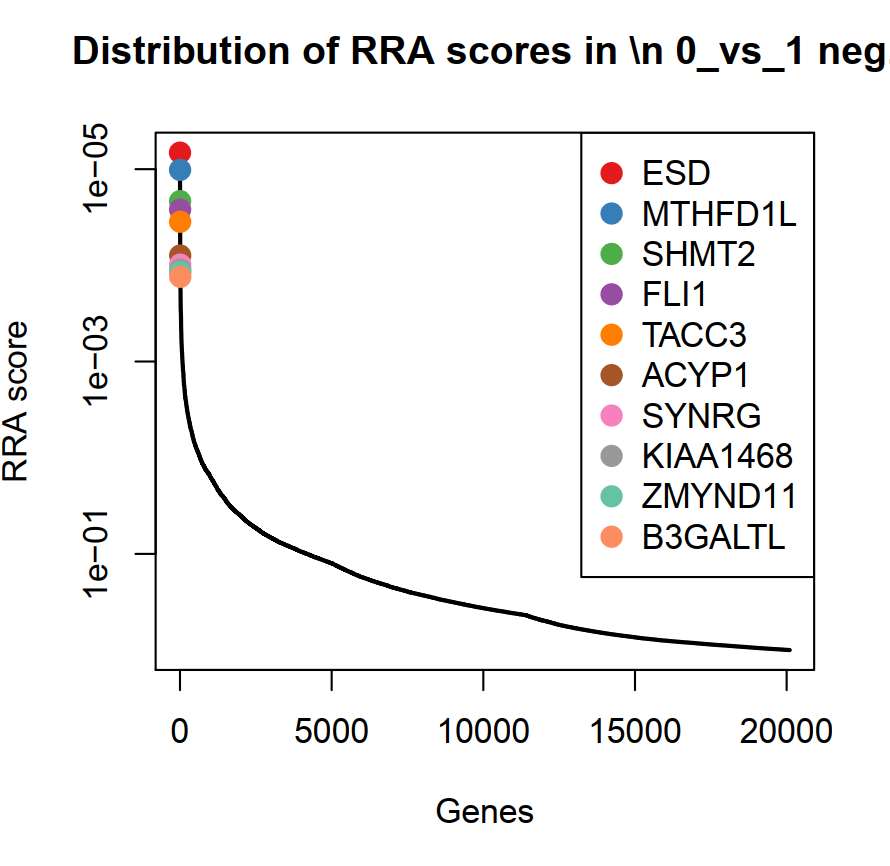 Distribution of RRA scores in \n 0_vs_1 neg.
RRA score
1e−05
1e−03
1e−01
ESD
MTHFD1L
SHMT2
FLI1
TACC3
ACYP1
SYNRG
KIAA1468
ZMYND11
B3GALTL
0 5000 10000 15000 20000
Genes